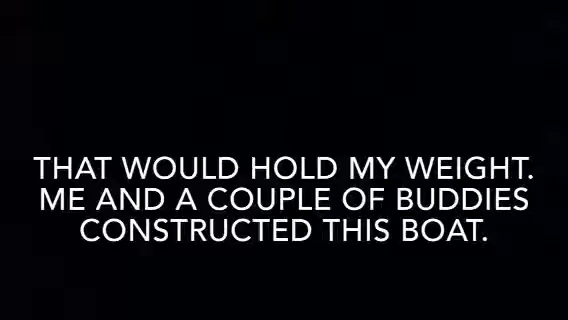 THAT WOULD HOLD MY WEIGHT.
ME AND A COUPLE OF BUDDIES
CONSTRUCTED THIS BOAT.